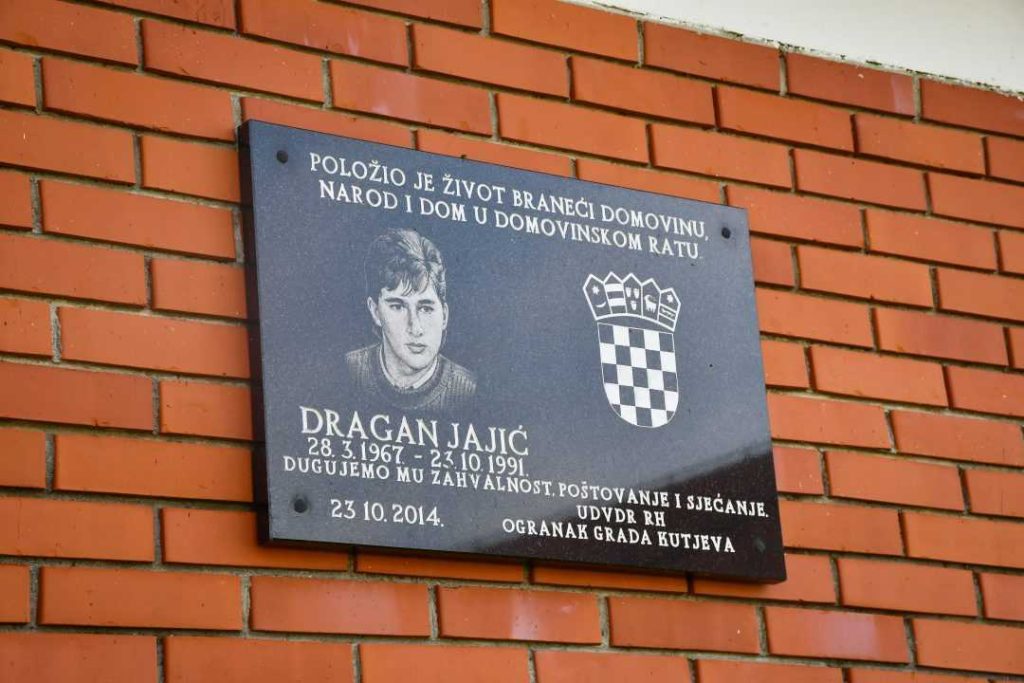 POLOŽIO JE ŽIVOT BRANEĆI DOMOVINU,
NAROD I DOM U DOMOVINSKOM RATU.
DRAGAN JAJIĆ
28. 3. 1967. - 23. 10. 1991.
DUGUJEMO MU ZAHVALNOST, POŠTOVANJE I SJEĆANJE.
23 10. 2014.
UDVDR RH
OGRANAK GRADA KUTJEVA